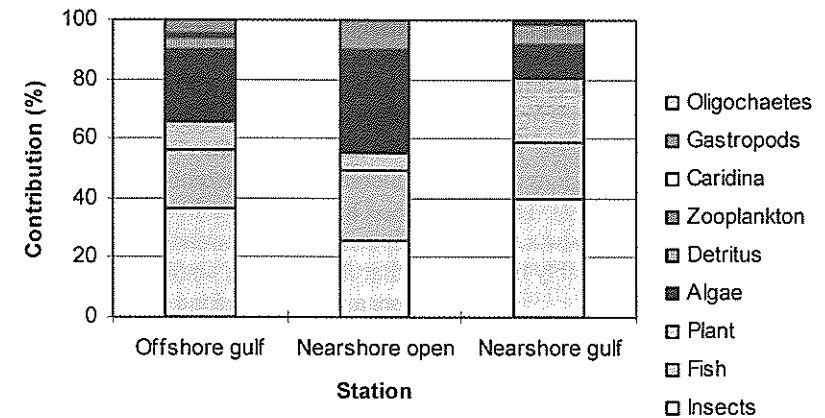 100
80
60
40
20
0
Contribution (%)
Offshore gulf
Nearshore open
Nearshore gulf
Station
Oligochaetes
Gastropods
Caridina
Zooplankton
Detritus
Algae
Plant
Fish
Insects